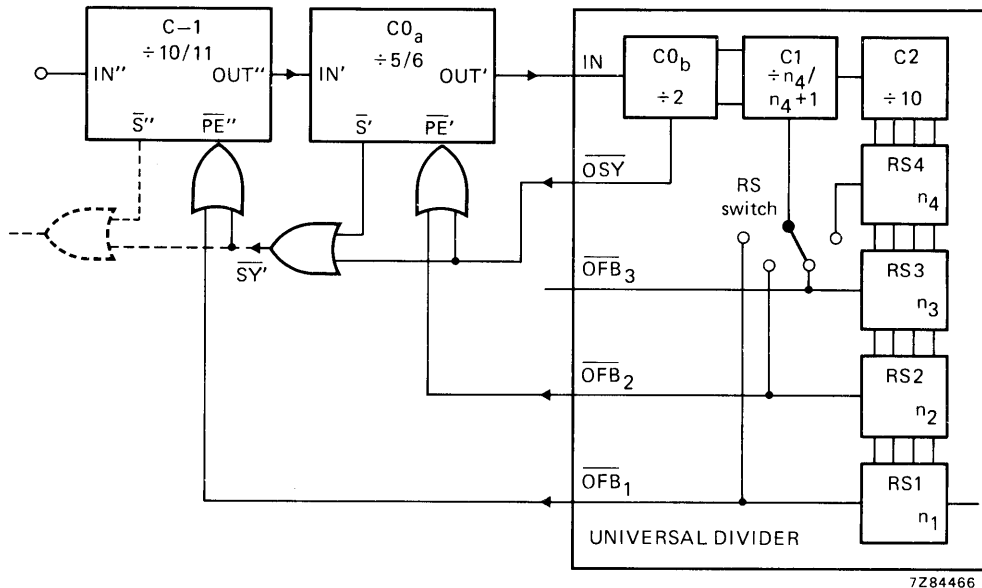 C–1
÷ 10/11
IN" OUT"
S̅" P̅E̅"
C0a
÷ 5/6
IN' OUT'
S̅' P̅E̅'
S̅Y̅'
IN
C0b
÷ 2
C1
÷ n4/
n4+1
C2
÷ 10
O̅S̅Y̅
RS
switch
RS4
n4
O̅F̅B̅3
RS3
n3
O̅F̅B̅2
RS2
n2
O̅F̅B̅1
RS1
n1
UNIVERSAL DIVIDER
7Z84466